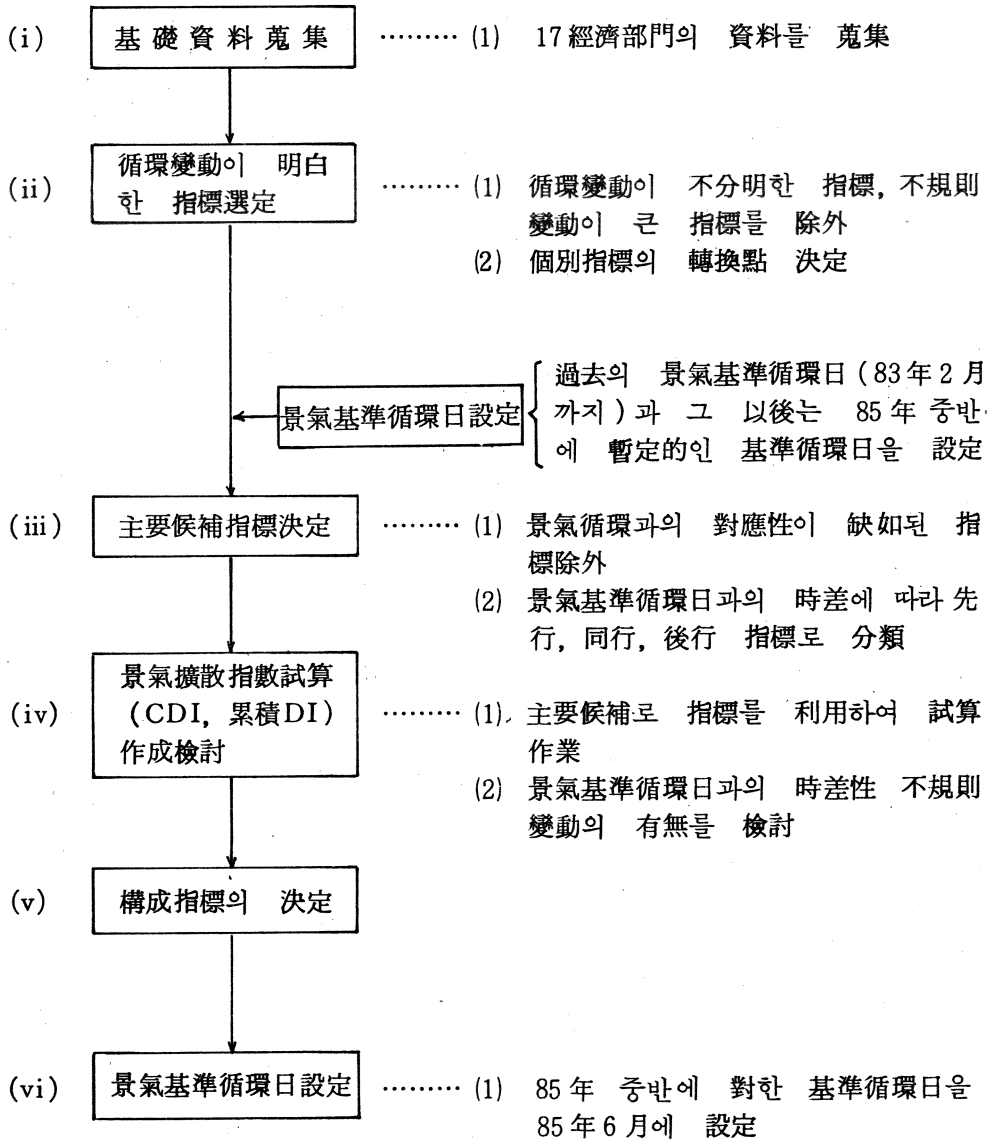 (i) 基礎資料蒐集 ……… (1) 17經濟部門의 資料를 蒐集
循環變動이 明白
(ii) 한 指標選定 ……… (1) 循環變動이 不分明한 指標, 不規則
變動이 큰 指標를 除外
(2) 個別指標의 轉換點 決定
景氣基準循環日設定
過去의 景氣基準循環日 (83年 2月
까지) 과 그 以後는 85年 중반
에 暫定的인 基準循環日을 設定
(iii) 主要候補指標決定 ……… (1) 景氣循環과의 對應性이 缺如된 指
標除外
(2) 景氣基準循環日과의 時差에 따라 先
行, 同行, 後行 指標로 分類
景氣擴散指數試算
(iv) (CDI, 累積DI) ……… (1) 主要候補로 指標를 利用하여 試算
作成檢討
作業
(2) 景氣基準循環日과의 時差性 不規則
變動의 有無를 檢討
(v) 構成指標의 決定
(vi) 景氣基準循環日設定 ……… (1) 85年 중반에 對한 基準循環日을
85年 6月에 設定